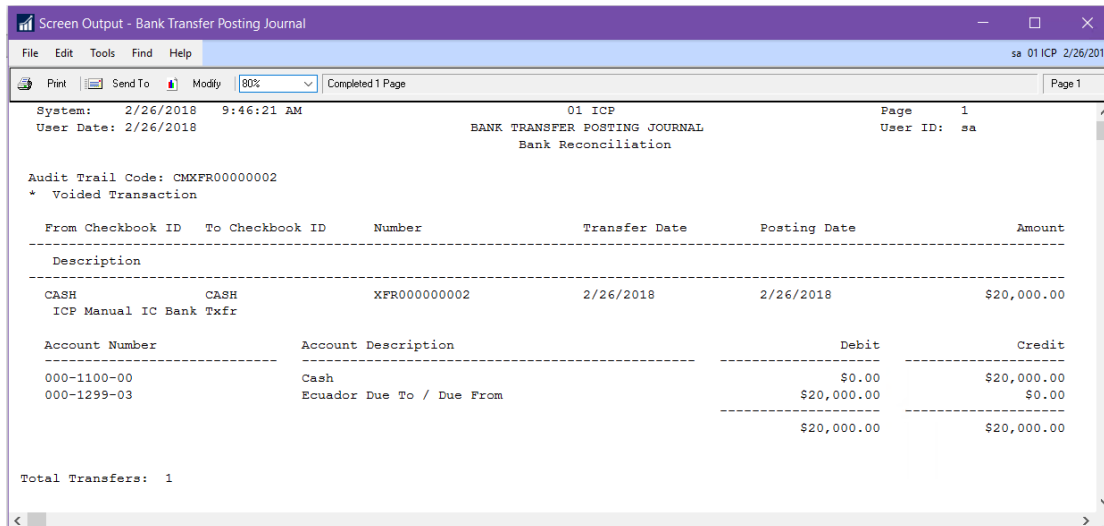 Screen Output - Bank Transfer Posting Journal
File Edit Tools Find Help sa 01 ICP 2/26/201
Print Send To Modify 80% Completed 1 Page Page 1
System: 2/26/2018 9:46:21 AM 01 ICP Page 1
User Date: 2/26/2018 BANK TRANSFER POSTING JOURNAL User ID: sa
Bank Reconciliation
Audit Trail Code: CMXFR00000002
* Voided Transaction
From Checkbook ID To Checkbook ID Number Transfer Date Posting Date Amount
Description
CASH CASH XFR000000002 2/26/2018 2/26/2018 $20,000.00
ICP Manual IC Bank Txfr
Account Number Account Description Debit Credit
000-1100-00 Cash $0.00 $20,000.00
000-1299-03 Ecuador Due To / Due From $20,000.00 $0.00
$20,000.00 $20,000.00
Total Transfers: 1